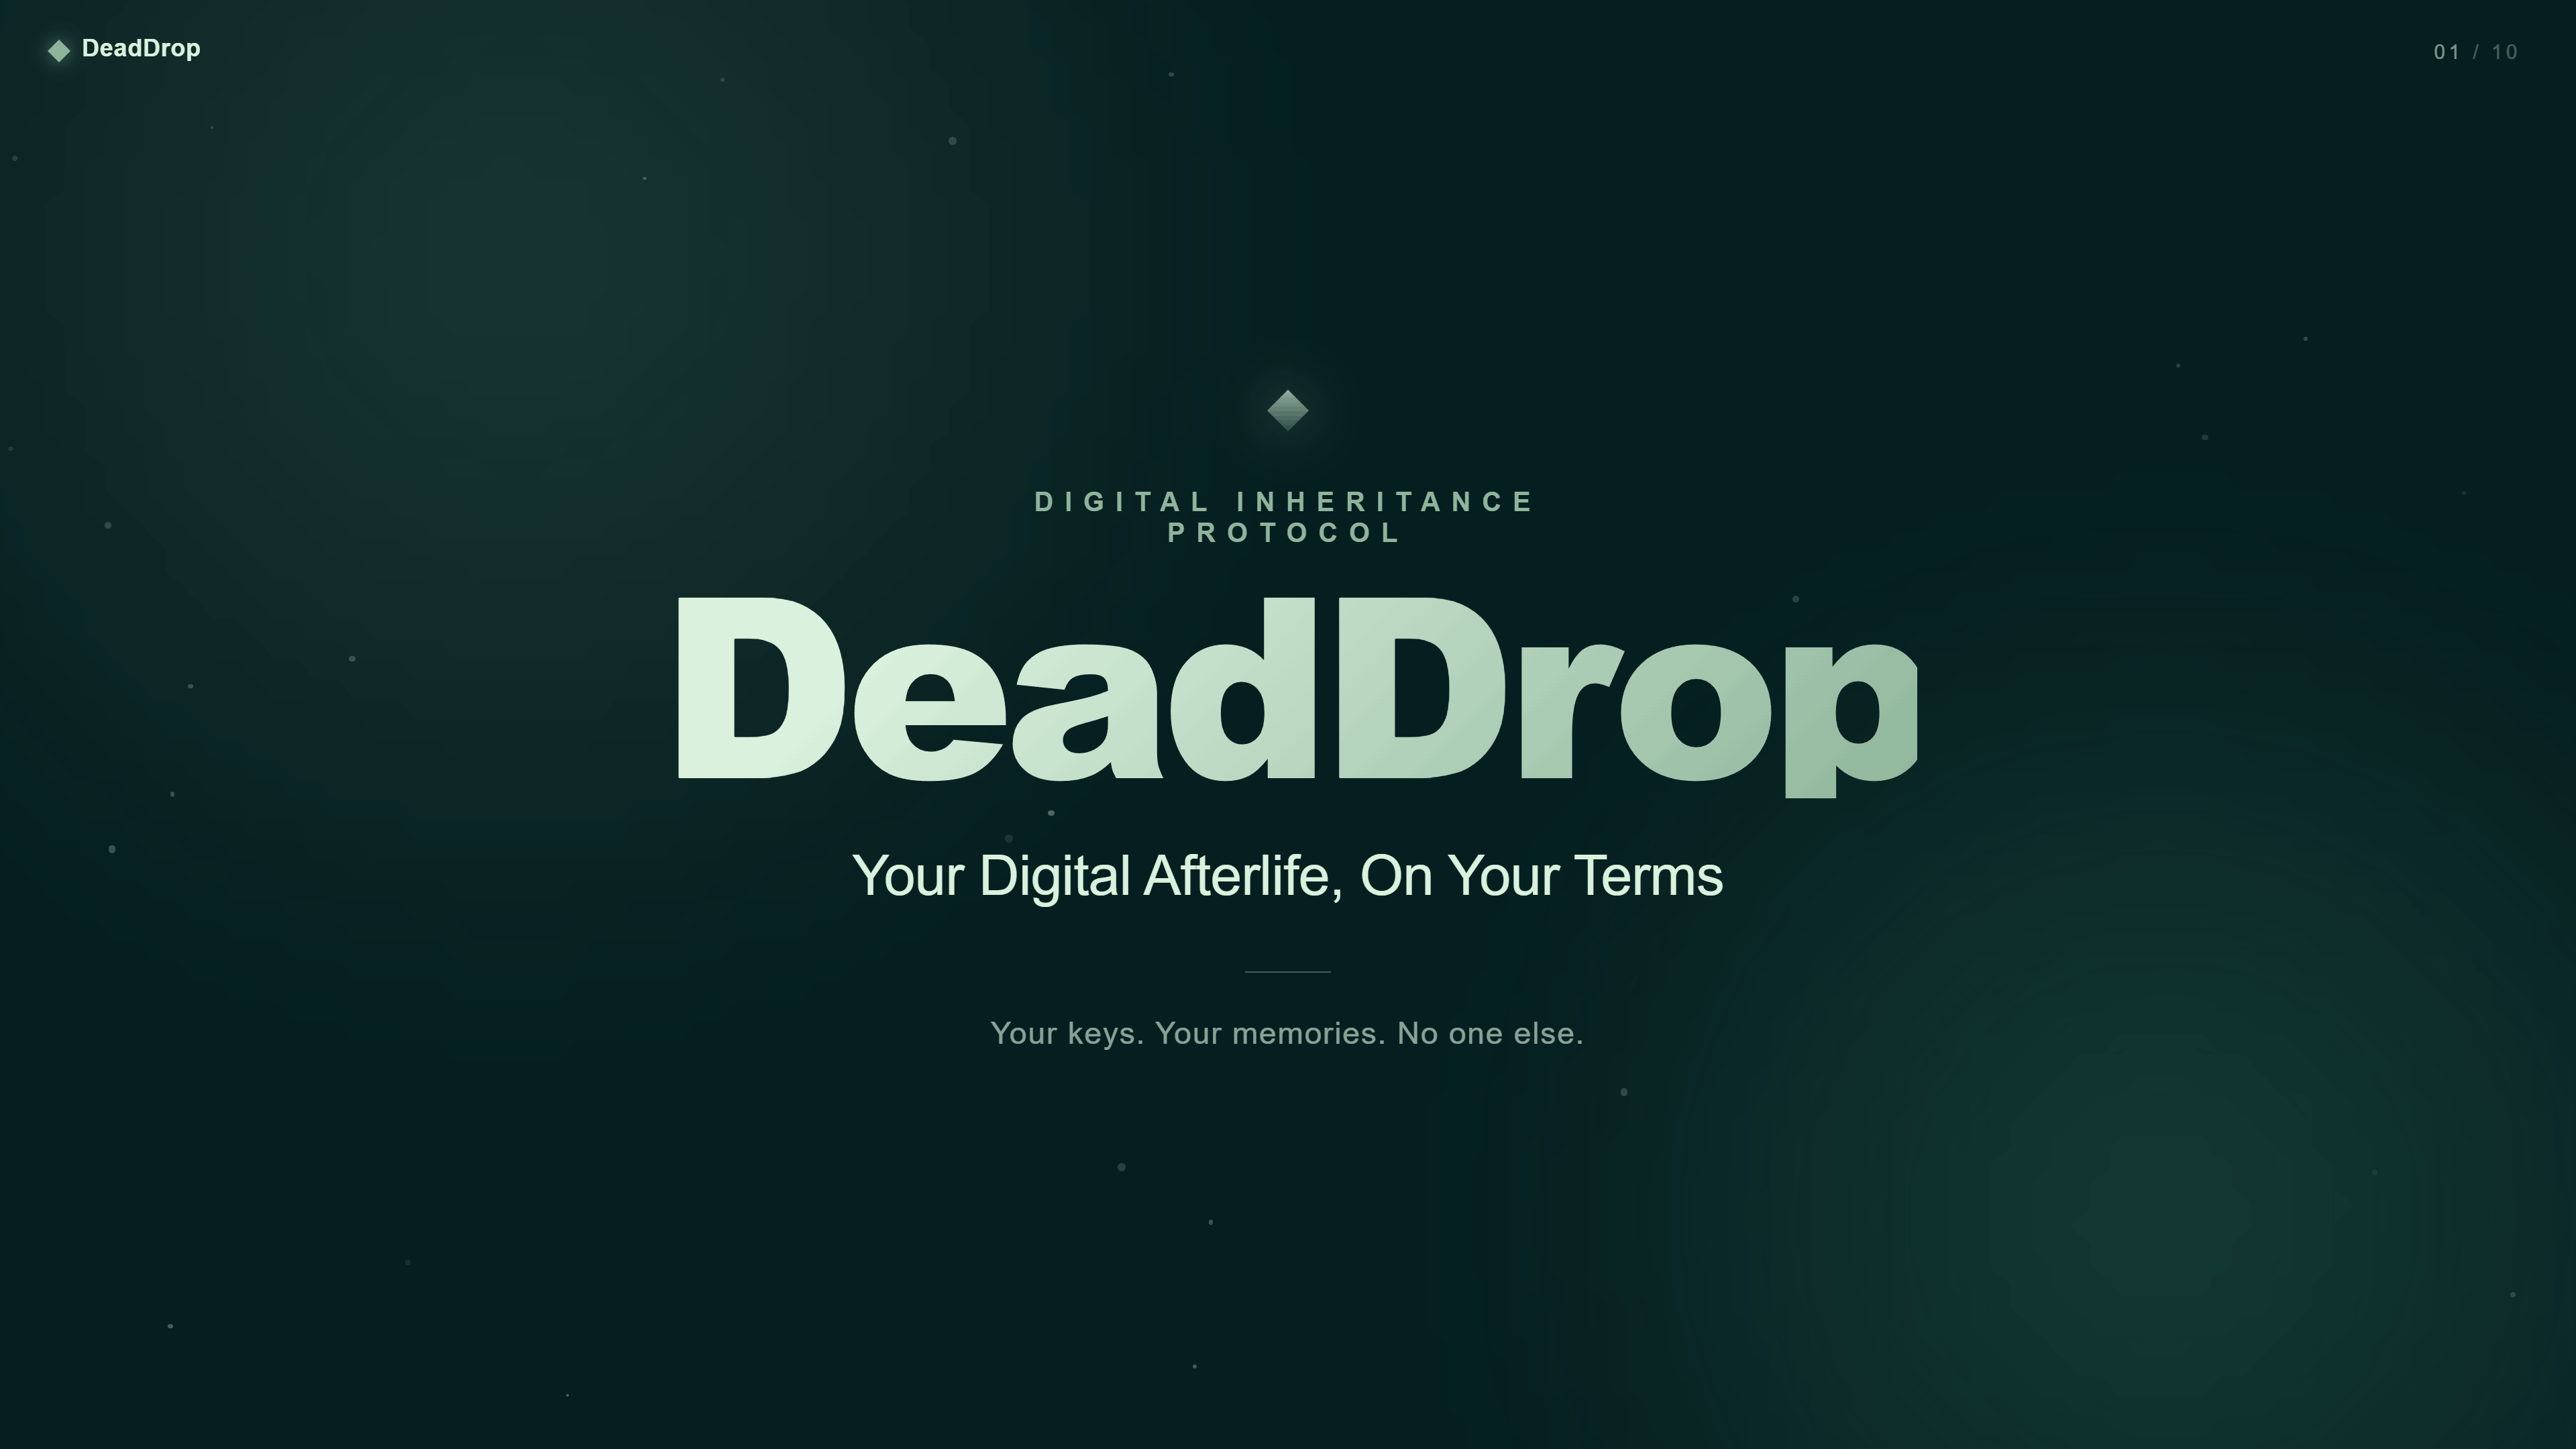 DeadDrop
01 / 10
DIGITAL INHERITANCE
PROTOCOL
DeadDrop
Your Digital Afterlife, On Your Terms
Your keys. Your memories. No one else.